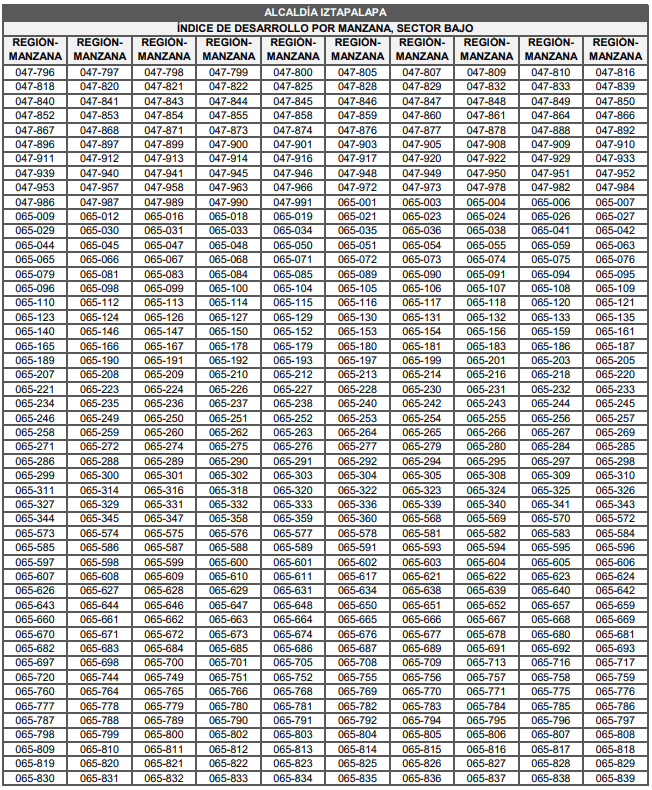 ALCALDÍA IZTAPALAPA
ÍNDICE DE DESARROLLO POR MANZANA, SECTOR BAJO
REGIÓN- REGIÓN- REGIÓN- REGIÓN- REGIÓN- REGIÓN- REGIÓN- REGIÓN- REGIÓN- REGIÓN-
MANZANA MANZANA MANZANA MANZANA MANZANA MANZANA MANZANA MANZANA MANZANA MANZANA
047-796 047-797 047-798 047-799 047-800 047-805 047-807 047-809 047-810 047-816
047-818 047-820 047-821 047-822 047-825 047-828 047-829 047-832 047-833 047-839
047-840 047-841 047-843 047-844 047-845 047-846 047-847 047-848 047-849 047-850
047-852 047-853 047-854 047-855 047-858 047-859 047-860 047-861 047-864 047-866
047-867 047-868 047-871 047-873 047-874 047-876 047-877 047-878 047-888 047-892
047-896 047-897 047-899 047-900 047-901 047-903 047-905 047-908 047-909 047-910
047-911 047-912 047-913 047-914 047-916 047-917 047-920 047-922 047-929 047-933
047-939 047-940 047-941 047-945 047-946 047-948 047-949 047-950 047-951 047-952
047-953 047-957 047-958 047-963 047-966 047-972 047-973 047-978 047-982 047-984
047-986 047-987 047-989 047-990 047-991 065-001 065-003 065-004 065-006 065-007
065-009 065-012 065-016 065-018 065-019 065-021 065-023 065-024 065-026 065-027
065-029 065-030 065-031 065-033 065-034 065-035 065-036 065-038 065-041 065-042
065-044 065-045 065-047 065-048 065-050 065-051 065-054 065-055 065-059 065-063
065-065 065-066 065-067 065-068 065-071 065-072 065-073 065-074 065-075 065-076
065-079 065-081 065-083 065-084 065-085 065-089 065-090 065-091 065-094 065-095
065-096 065-098 065-099 065-100 065-104 065-105 065-106 065-107 065-108 065-109
065-110 065-112 065-113 065-114 065-115 065-116 065-117 065-118 065-120 065-121
065-123 065-124 065-126 065-127 065-129 065-130 065-131 065-132 065-133 065-135
065-140 065-146 065-147 065-150 065-152 065-153 065-154 065-156 065-159 065-161
065-165 065-166 065-167 065-178 065-179 065-180 065-181 065-183 065-186 065-187
065-189 065-190 065-191 065-192 065-193 065-197 065-199 065-201 065-203 065-205
065-207 065-208 065-209 065-210 065-212 065-213 065-214 065-216 065-218 065-220
065-221 065-223 065-224 065-226 065-227 065-228 065-230 065-231 065-232 065-233
065-234 065-235 065-236 065-237 065-238 065-240 065-242 065-243 065-244 065-245
065-246 065-249 065-250 065-251 065-252 065-253 065-254 065-255 065-256 065-257
065-258 065-259 065-260 065-262 065-263 065-264 065-265 065-266 065-267 065-269
065-271 065-272 065-274 065-275 065-276 065-277 065-279 065-280 065-284 065-285
065-286 065-288 065-289 065-290 065-291 065-292 065-294 065-295 065-297 065-298
065-299 065-300 065-301 065-302 065-303 065-304 065-305 065-308 065-309 065-310
065-311 065-314 065-316 065-318 065-320 065-322 065-323 065-324 065-325 065-326
065-327 065-329 065-331 065-332 065-333 065-336 065-339 065-340 065-341 065-343
065-344 065-345 065-347 065-358 065-359 065-360 065-568 065-569 065-570 065-572
065-573 065-574 065-575 065-576 065-577 065-578 065-581 065-582 065-583 065-584
065-585 065-586 065-587 065-588 065-589 065-591 065-593 065-594 065-595 065-596
065-597 065-598 065-599 065-600 065-601 065-602 065-603 065-604 065-605 065-606
065-607 065-608 065-609 065-610 065-611 065-617 065-621 065-622 065-623 065-624
065-626 065-627 065-628 065-629 065-631 065-634 065-638 065-639 065-640 065-642
065-643 065-644 065-646 065-647 065-648 065-650 065-651 065-652 065-657 065-659
065-660 065-661 065-662 065-663 065-664 065-665 065-666 065-667 065-668 065-669
065-670 065-671 065-672 065-673 065-674 065-676 065-677 065-678 065-680 065-681
065-682 065-683 065-684 065-685 065-686 065-687 065-689 065-691 065-692 065-693
065-697 065-698 065-700 065-701 065-705 065-708 065-709 065-713 065-716 065-717
065-720 065-744 065-749 065-751 065-752 065-755 065-756 065-757 065-758 065-759
065-760 065-764 065-765 065-766 065-768 065-769 065-770 065-771 065-775 065-776
065-777 065-778 065-779 065-780 065-781 065-782 065-783 065-784 065-785 065-786
065-787 065-788 065-789 065-790 065-791 065-792 065-794 065-795 065-796 065-797
065-798 065-799 065-800 065-802 065-803 065-804 065-805 065-806 065-807 065-808
065-809 065-810 065-811 065-812 065-813 065-814 065-815 065-816 065-817 065-818
065-819 065-820 065-821 065-822 065-823 065-825 065-826 065-827 065-828 065-829
065-830 065-831 065-832 065-833 065-834 065-835 065-836 065-837 065-838 065-839